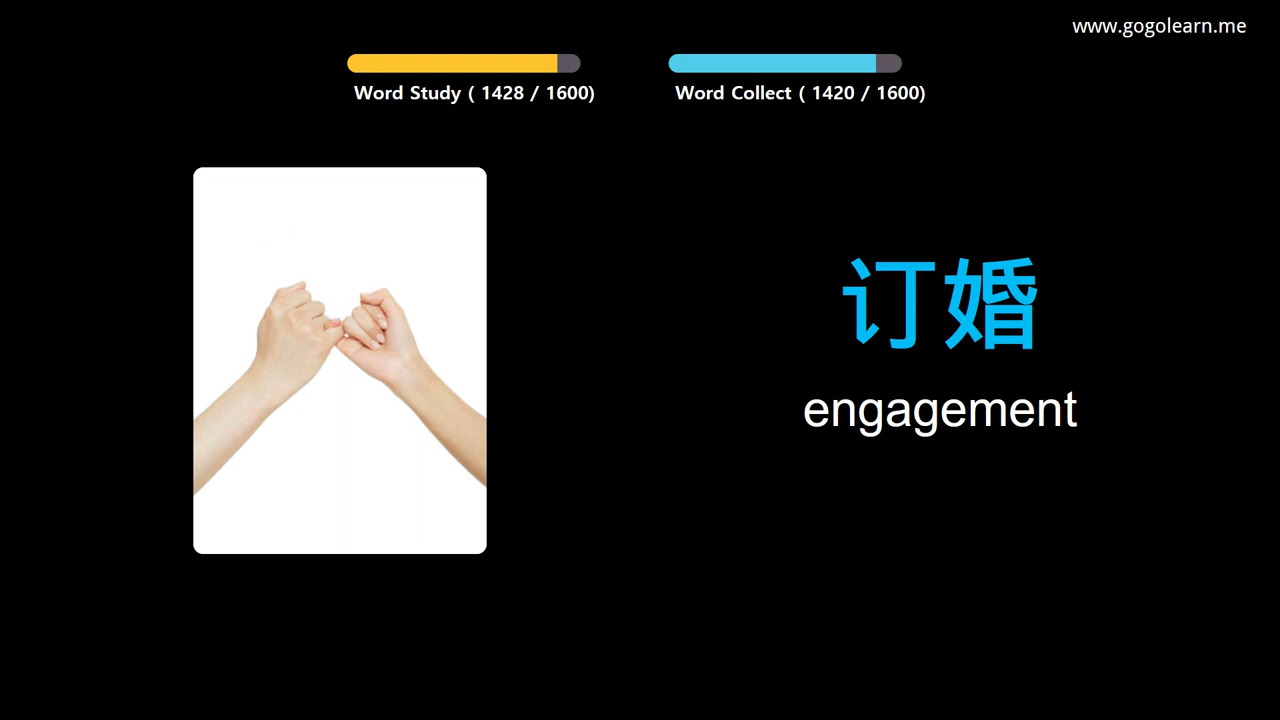 www.gogolearn.me
Word Study ( 1428 / 1600)
Word Collect ( 1420 / 1600)
订婚
engagement